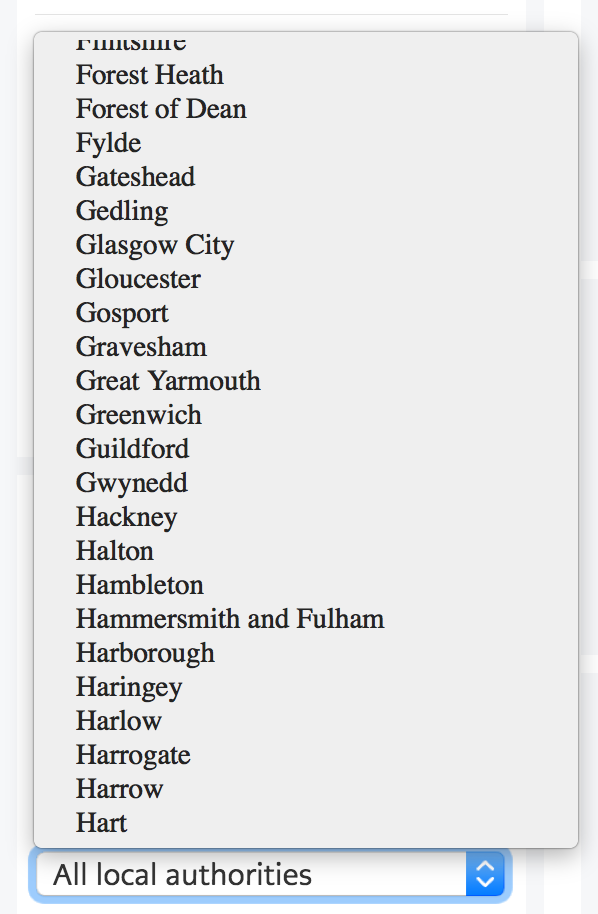 Flintshire
Forest Heath
Forest of Dean
Fylde
Gateshead
Gedling
Glasgow City
Gloucester
Gosport
Gravesham
Great Yarmouth
Greenwich
Guildford
Gwynedd
Hackney
Halton
Hambleton
Hammersmith and Fulham
Harborough
Haringey
Harlow
Harrogate
Harrow
Hart
All local authorities